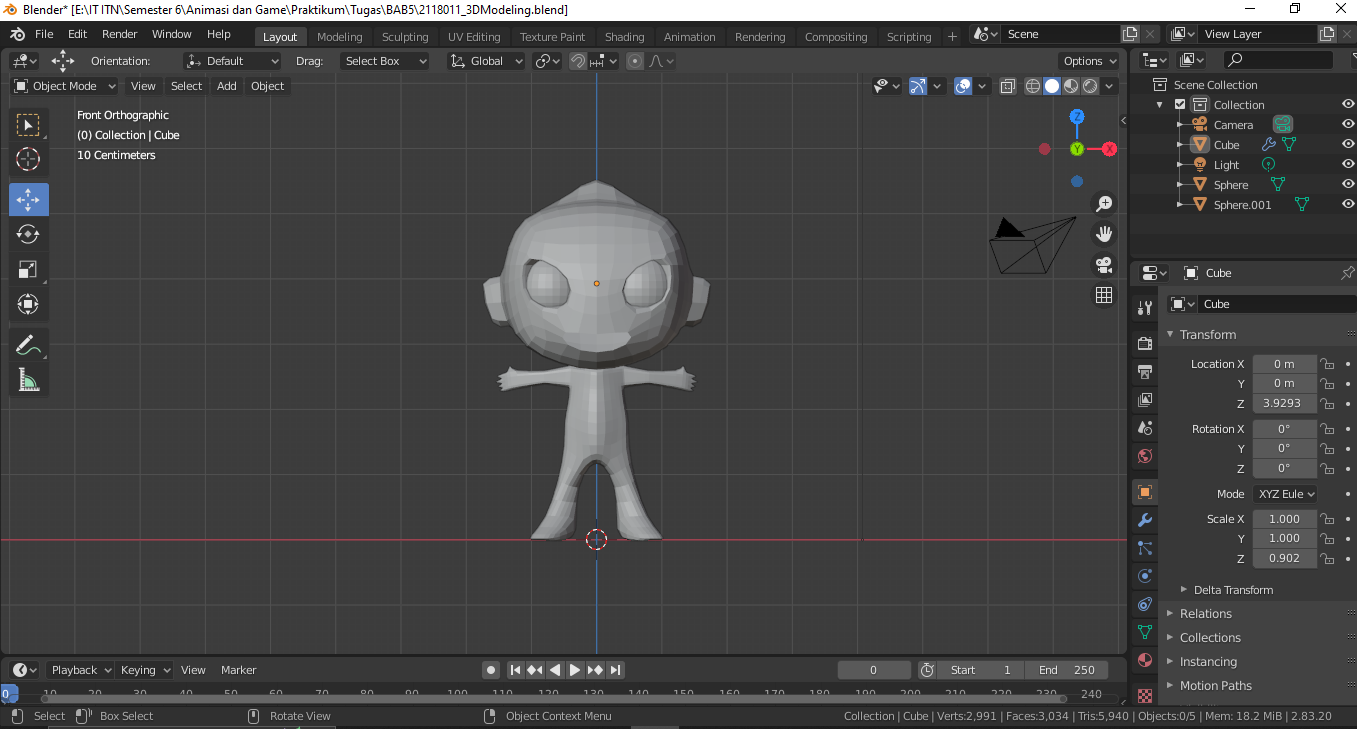 Blender* [E:\IT ITN\Semester 6\Animasi dan Game\Praktikum\Tugas\BAB5\2118011_3DModeling.blend]
File Edit Render Window Help Layout Modeling Sculpting UV Editing Texture Paint Shading Animation Rendering Compositing Scripting + Scene View Layer
Orientation: Default Drag: Select Box Global Options
Object Mode View Select Add Object
Front Orthographic
(0) Collection | Cube
10 Centimeters
Z
Y
X
Scene Collection
Collection
Camera
Cube
Light
Sphere
Sphere.001
Cube
Cube
Transform
Location X 0 m
Y 0 m
Z 3.9293
Rotation X 0°
Y 0°
Z 0°
Mode XYZ Eule
Scale X 1.000
Y 1.000
Z 0.902
Delta Transform
Relations
Collections
Instancing
Motion Paths
Playback Keying View Marker 0 Start 1 End 250
0 10 20 30 40 50 60 70 80 90 100 110 120 130 140 150 160 170 180 190 200 210 220 230 240
Select Box Select Rotate View Object Context Menu Collection | Cube | Verts:2,991 | Faces:3,034 | Tris:5,940 | Objects:0/5 | Mem: 18.2 MiB | 2.83.20